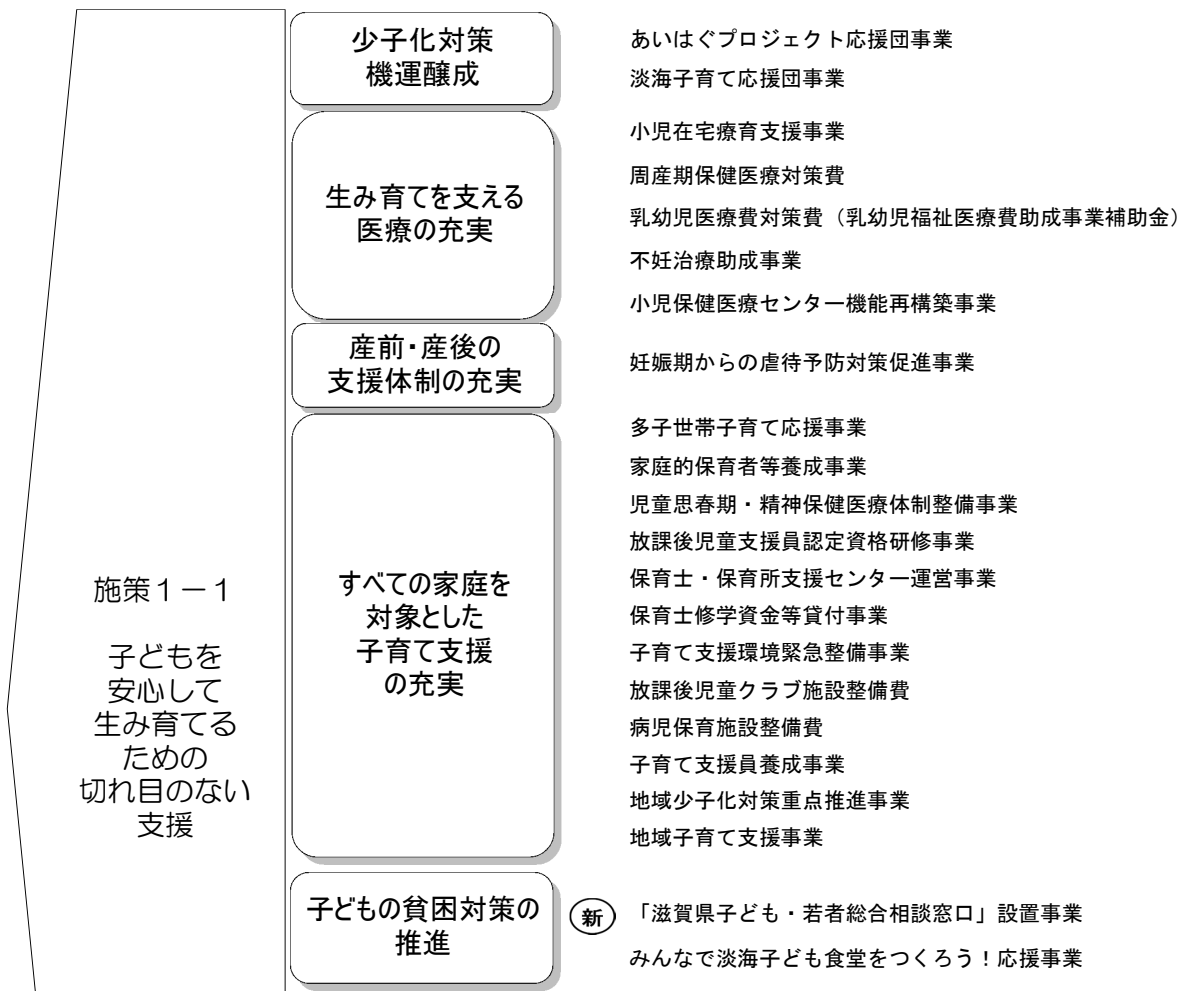 施策１－１
子どもを
安心して
生み育てる
ための
切れ目のない
支援
少子化対策
機運醸成
あいはぐプロジェクト応援団事業
淡海子育て応援団事業
生み育てを支える
医療の充実
小児在宅療育支援事業
周産期保健医療対策費
乳幼児医療費対策費（乳幼児福祉医療費助成事業補助金）
不妊治療助成事業
小児保健医療センター機能再構築事業
産前・産後の
支援体制の充実
妊娠期からの虐待予防対策促進事業
すべての家庭を
対象とした
子育て支援
の充実
多子世帯子育て応援事業
家庭的保育者等養成事業
児童思春期・精神保健医療体制整備事業
放課後児童支援員認定資格研修事業
保育士・保育所支援センター運営事業
保育士修学資金等貸付事業
子育て支援環境緊急整備事業
放課後児童クラブ施設整備費
病児保育施設整備費
子育て支援員養成事業
地域少子化対策重点推進事業
地域子育て支援事業
子どもの貧困対策の
推進
新 「滋賀県子ども・若者総合相談窓口」設置事業
みんなで淡海子ども食堂をつくろう！応援事業